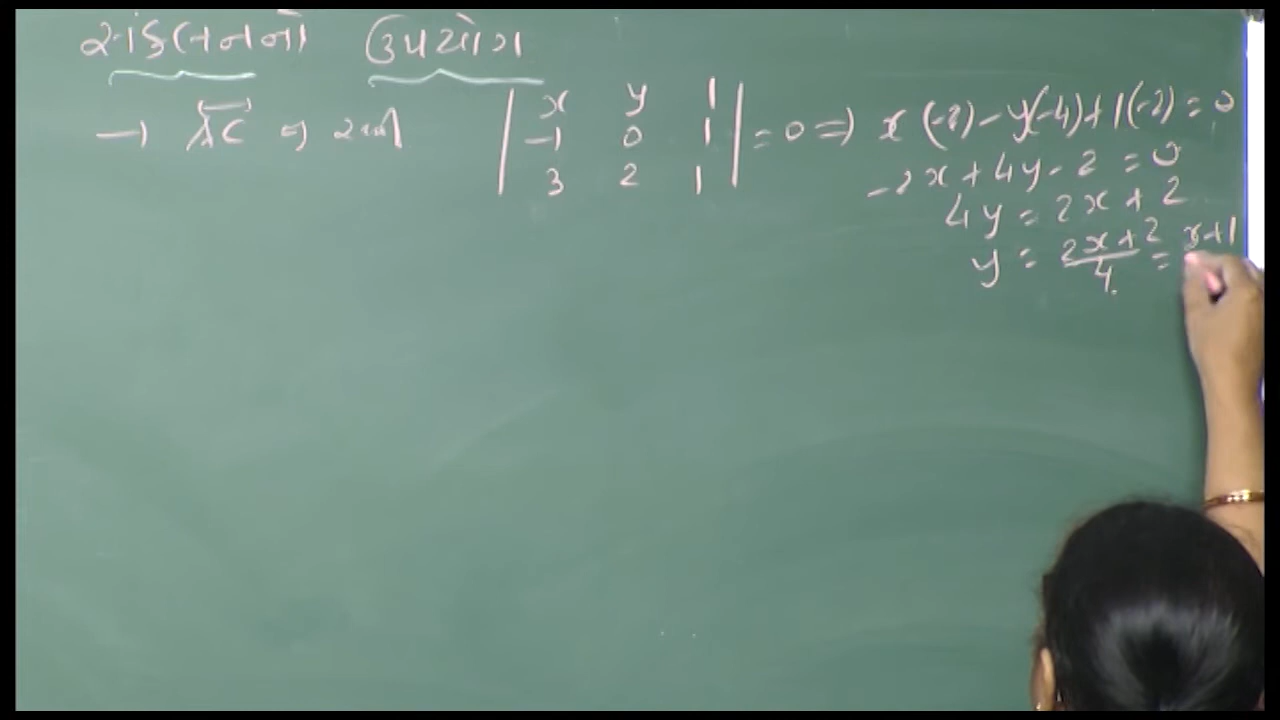 સંકલનનો ઉપયોગ
→ AC નું સમી | x y 1 | = 0 ⇒ x(-2) - y(-4) + 1(-2) = 0
| -1 0 1 |
| 3 2 1 |
-2x + 4y - 2 = 0
4y = 2x + 2
y = 2x + 2 / 4 = x + 1